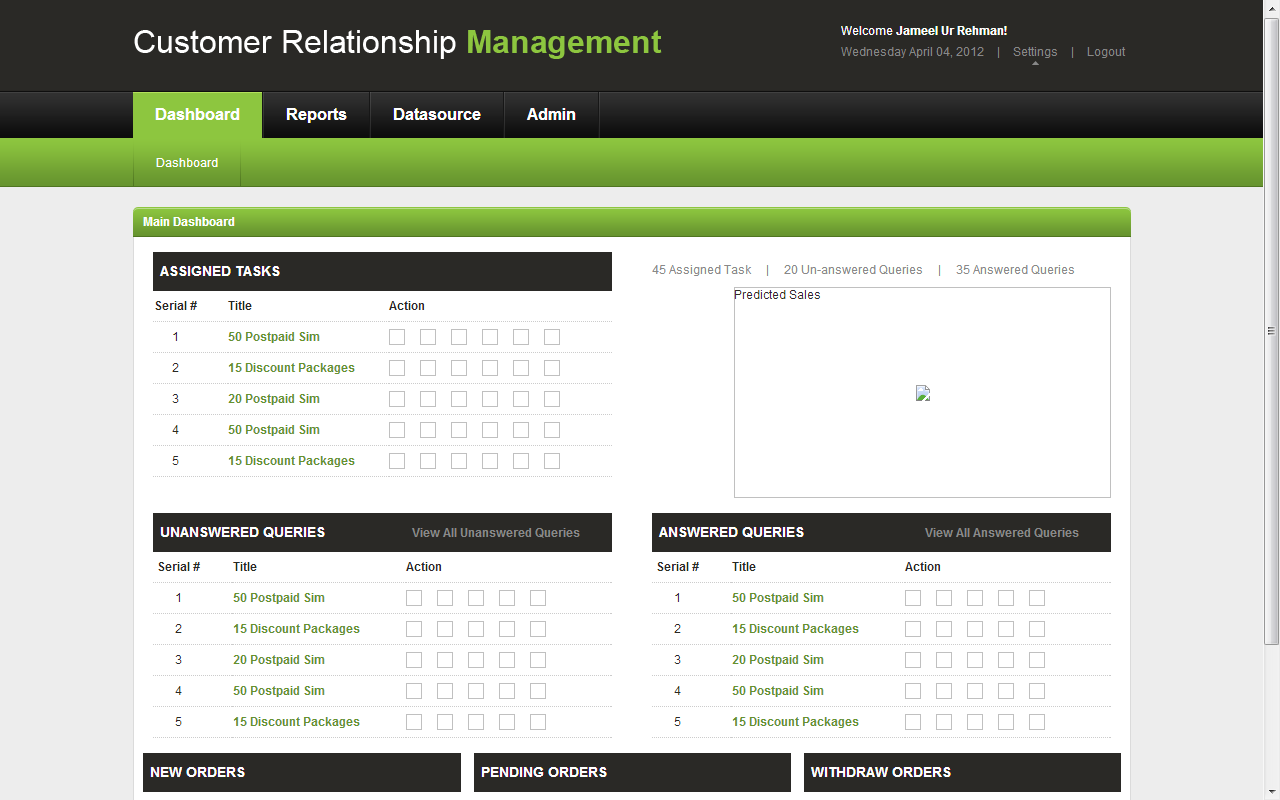 Customer Relationship Management
Welcome Jameel Ur Rehman!
Wednesday April 04, 2012 | Settings | Logout
Dashboard Reports Datasource Admin
Dashboard
Main Dashboard
ASSIGNED TASKS
Serial # Title Action
1 50 Postpaid Sim
2 15 Discount Packages
3 20 Postpaid Sim
4 50 Postpaid Sim
5 15 Discount Packages
45 Assigned Task | 20 Un-answered Queries | 35 Answered Queries
Predicted Sales
UNANSWERED QUERIES View All Unanswered Queries
Serial # Title Action
1 50 Postpaid Sim
2 15 Discount Packages
3 20 Postpaid Sim
4 50 Postpaid Sim
5 15 Discount Packages
ANSWERED QUERIES View All Answered Queries
Serial # Title Action
1 50 Postpaid Sim
2 15 Discount Packages
3 20 Postpaid Sim
4 50 Postpaid Sim
5 15 Discount Packages
NEW ORDERS
PENDING ORDERS
WITHDRAW ORDERS